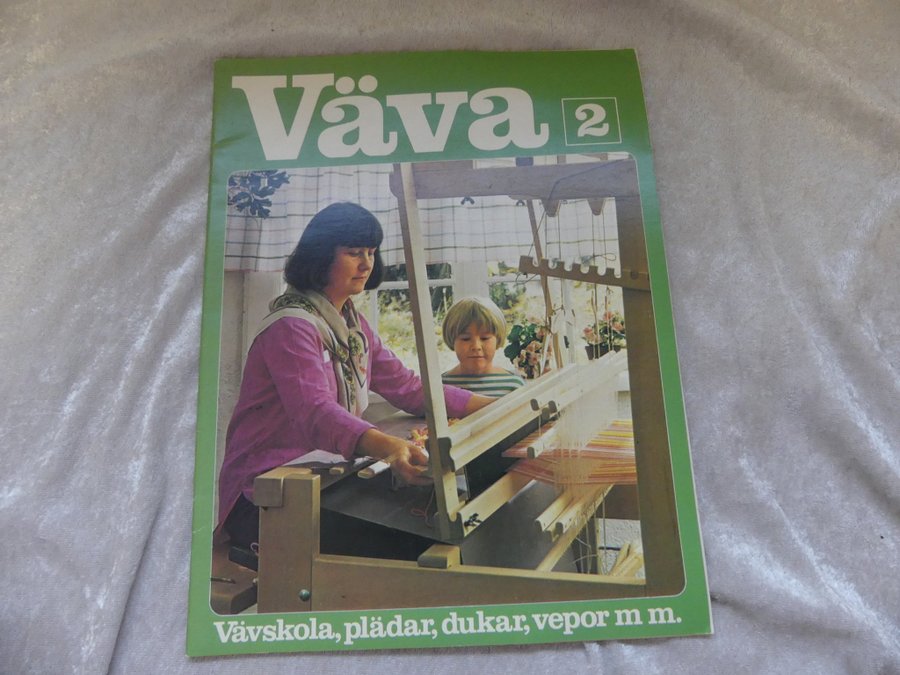 Väva 2
Vävskola, plädar, dukar, vepor m m.